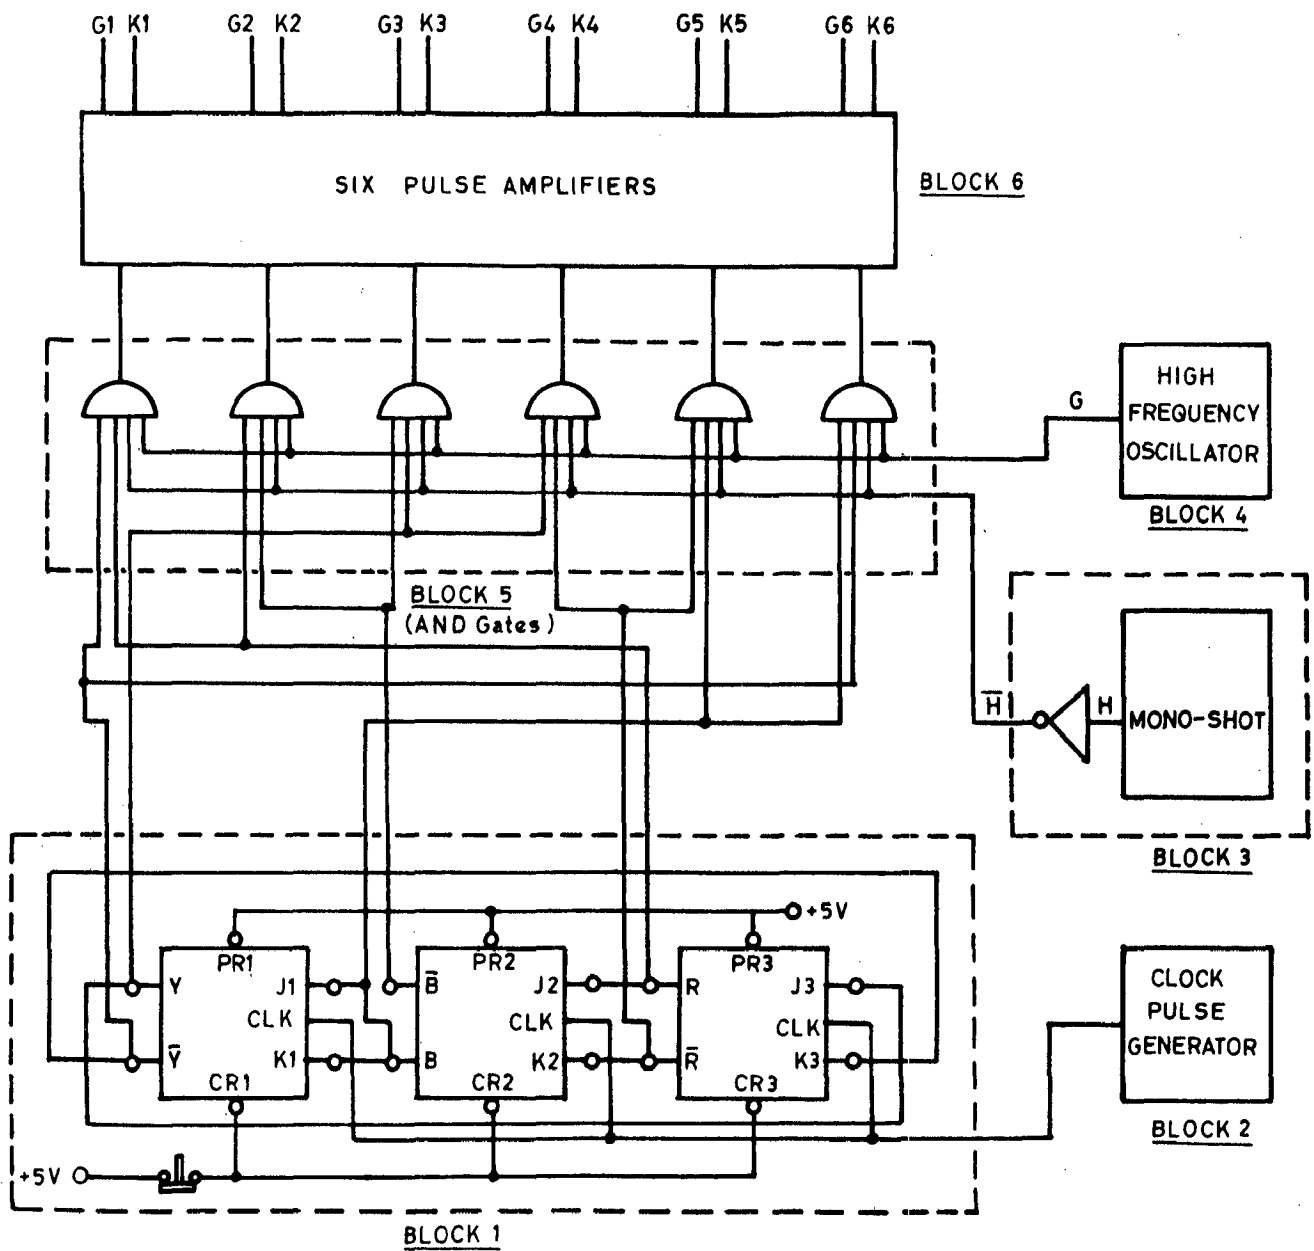 G1 K1 G2 K2 G3 K3 G4 K4 G5 K5 G6 K6
SIX PULSE AMPLIFIERS
BLOCK 6
HIGH
FREQUENCY
OSCILLATOR
G
BLOCK 4
BLOCK 5
(AND Gates)
H̅ H
MONO-SHOT
BLOCK 3
+5V
PR1 PR2 PR3
Y J1 B̅ J2 R J3
CLK CLK CLK
Y̅ K1 B K2 R̅ K3
CR1 CR2 CR3
CLOCK
PULSE
GENERATOR
BLOCK 2
+5V
BLOCK 1